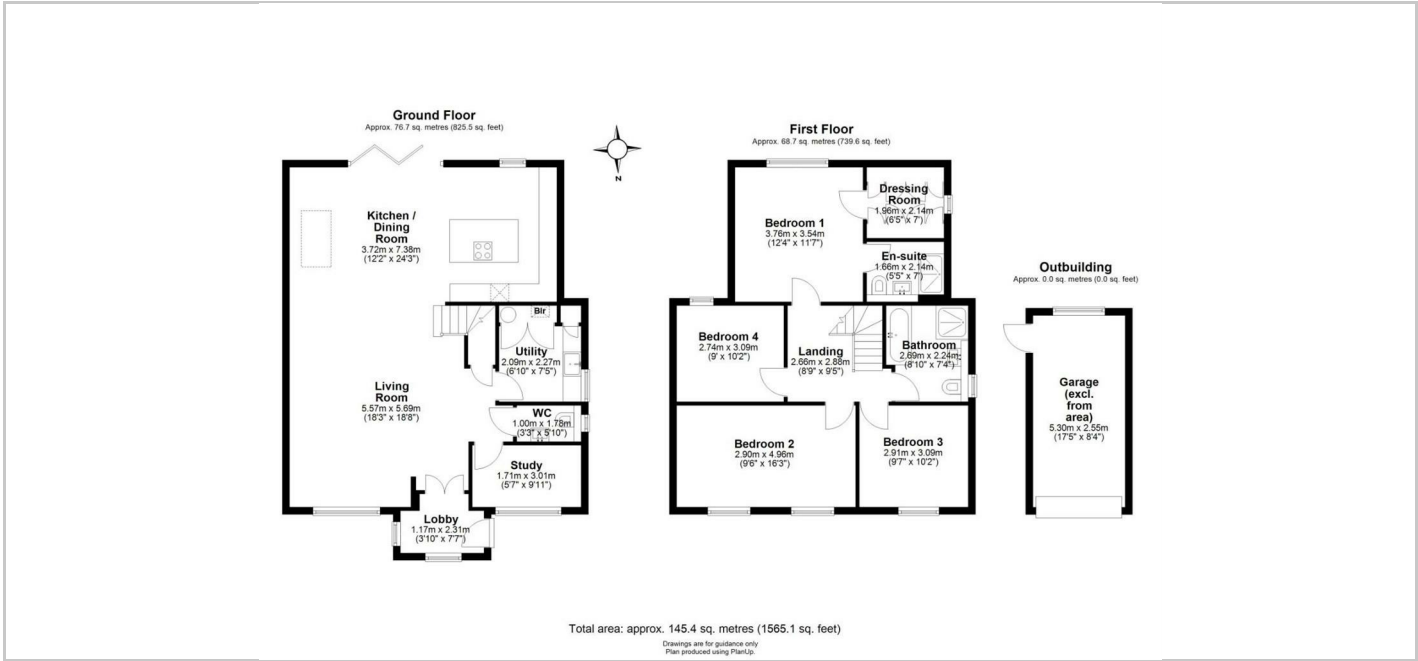 Ground Floor
Approx. 76.7 sq. metres (825.5 sq. feet)
Kitchen /
Dining
Room
3.72m x 7.38m
(12'2" x 24'3")
Blr
Utility
2.09m x 2.27m
(6'10" x 7'5")
Living
Room
5.57m x 5.69m
(18'3" x 18'8")
WC
1.00m x 1.78m
(3'3" x 5'10")
Study
1.71m x 3.01m
(5'7" x 9'11")
Lobby
1.17m x 2.31m
(3'10" x 7'7")
N
First Floor
Approx. 68.7 sq. metres (739.6 sq. feet)
Bedroom 1
3.76m x 3.54m
(12'4" x 11'7")
Dressing
Room
1.96m x 2.14m
(6'5" x 7')
En-suite
1.66m x 2.14m
(5'5" x 7')
Bedroom 4
2.74m x 3.09m
(9' x 10'2")
Landing
2.66m x 2.88m
(8'9" x 9'5")
Bathroom
2.69m x 2.24m
(8'10" x 7'4")
Bedroom 2
2.90m x 4.96m
(9'6" x 16'3")
Bedroom 3
2.91m x 3.09m
(9'7" x 10'2")
Outbuilding
Approx. 0.0 sq. metres (0.0 sq. feet)
Garage
(excl.
from
area)
5.30m x 2.55m
(17'5" x 8'4")
Total area: approx. 145.4 sq. metres (1565.1 sq. feet)
Drawings are for guidance only
Plan produced using PlanUp.